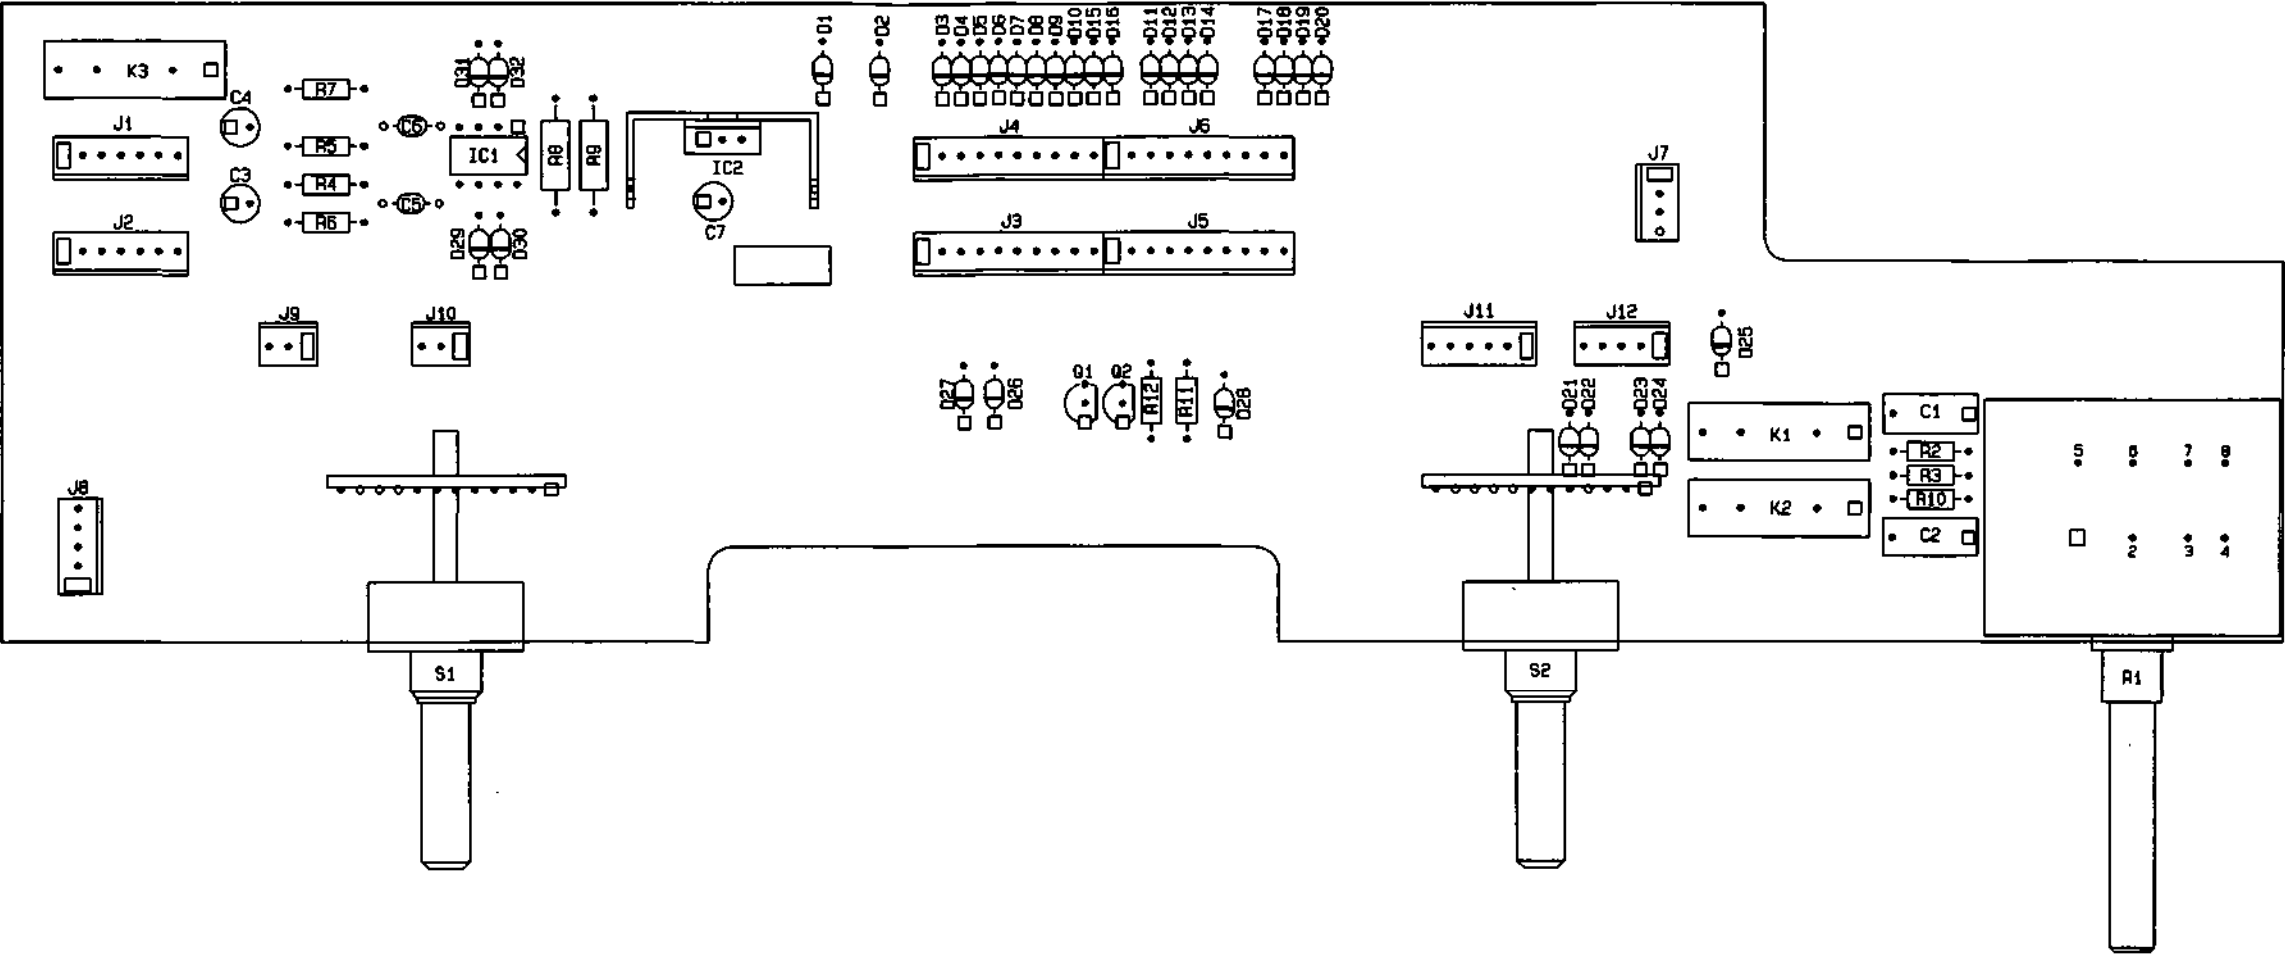 D1 D2 D3 D4 D5 D6 D7 D8 D9 D10 D15 D16 D11 D12 D13 D14 D17 D18 D19 D20
K3 D31 D32
C4 R7
J1 C6 J4 J6
R5 IC1 R8 R9 IC2 J7
C3 R4
C5
J2 R6 C7 J3 J5
D29 D30
J9 J10 J11 J12
D25
D27 D26 Q1 Q2 R12 R11 D28 D21 D22 D23 D24
K1 C1
R2 5 6 7 8
R3
J8 R10
K2
C2
2 3 4
S1 S2 R1